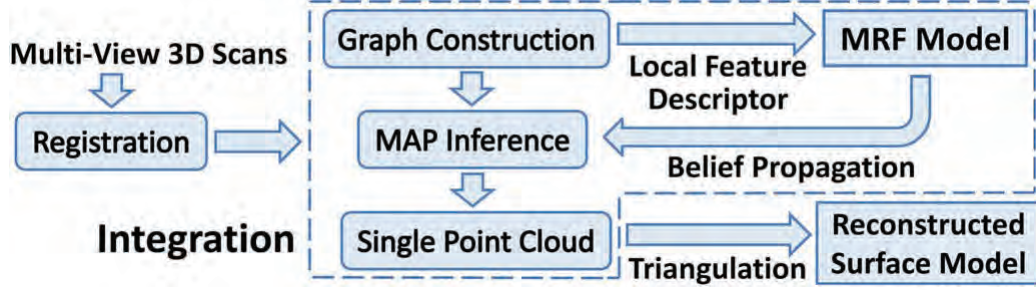 Multi-View 3D Scans
Registration
Integration
Graph Construction
Local Feature
Descriptor
MRF Model
MAP Inference
Belief Propagation
Single Point Cloud
Triangulation
Reconstructed
Surface Model